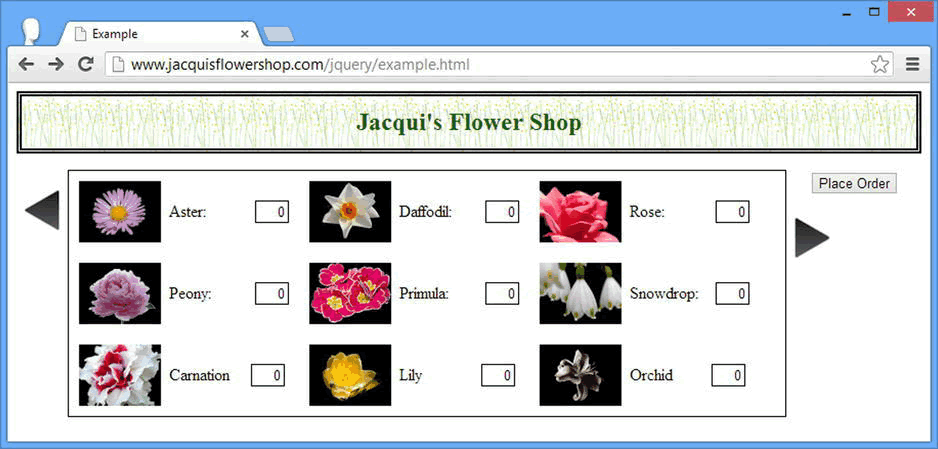 Example
www.jacquisflowershop.com/jquery/example.html
Jacqui's Flower Shop
Place Order
Aster: 0 Daffodil: 0 Rose: 0
Peony: 0 Primula: 0 Snowdrop: 0
Carnation 0 Lily 0 Orchid 0